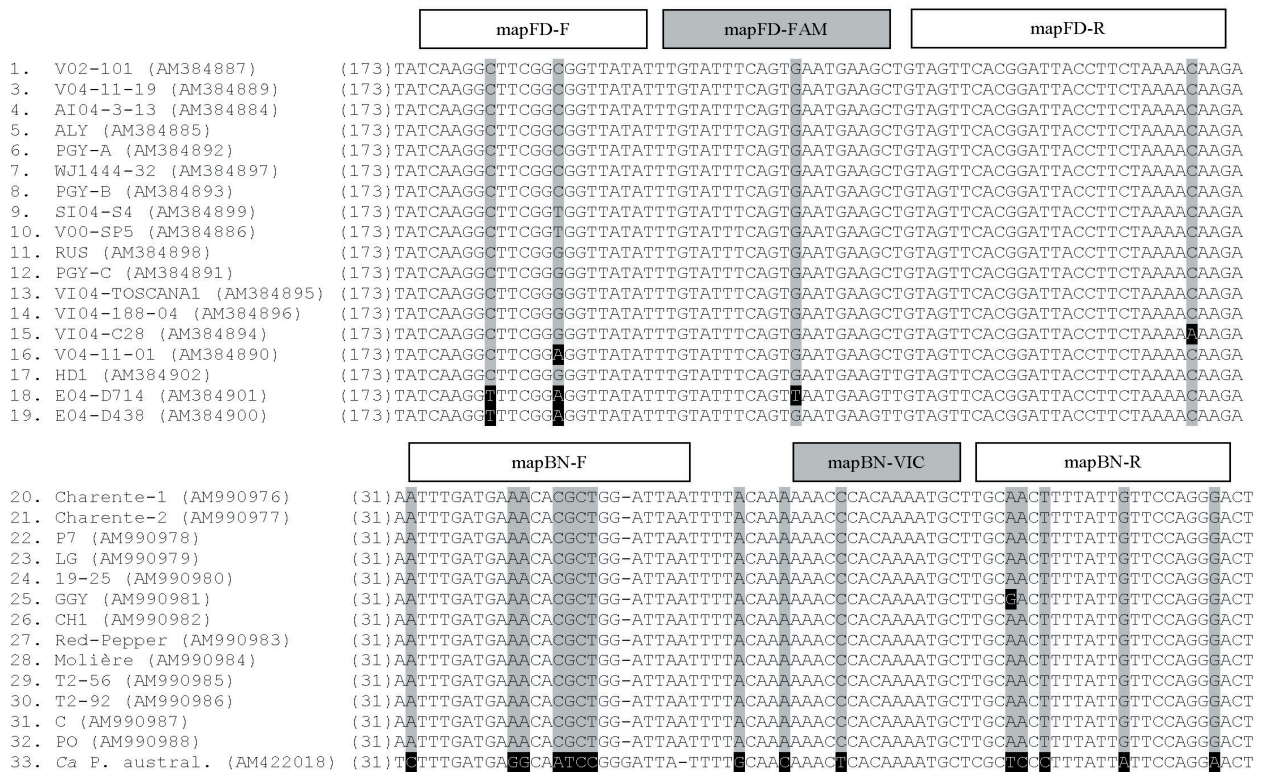 mapFD-F mapFD-FAM mapFD-R
1. V02-101 (AM384887) (173)TATCAAGGCTTCGGCGGTTATATTTGTATTTCAGTGAATGAAGCTGTAGTTCACGGATTACCTTCTAAAACAAGA
3. V04-11-19 (AM384889) (173)TATCAAGGCTTCGGCGGTTATATTTGTATTTCAGTGAATGAAGCTGTAGTTCACGGATTACCTTCTAAAACAAGA
4. AI04-3-13 (AM384884) (173)TATCAAGGCTTCGGCGGTTATATTTGTATTTCAGTGAATGAAGCTGTAGTTCACGGATTACCTTCTAAAACAAGA
5. ALY (AM384885) (173)TATCAAGGCTTCGGCGGTTATATTTGTATTTCAGTGAATGAAGCTGTAGTTCACGGATTACCTTCTAAAACAAGA
6. PGY-A (AM384892) (173)TATCAAGGCTTCGGCGGTTATATTTGTATTTCAGTGAATGAAGCTGTAGTTCACGGATTACCTTCTAAAACAAGA
7. WJ1444-32 (AM384897) (173)TATCAAGGCTTCGGCGGTTATATTTGTATTTCAGTGAATGAAGCTGTAGTTCACGGATTACCTTCTAAAACAAGA
8. PGY-B (AM384893) (173)TATCAAGGCTTCGGCGGTTATATTTGTATTTCAGTGAATGAAGCTGTAGTTCACGGATTACCTTCTAAAACAAGA
9. SI04-S4 (AM384899) (173)TATCAAGGCTTCGGTGGTTATATTTGTATTTCAGTGAATGAAGCTGTAGTTCACGGATTACCTTCTAAAACAAGA
10. V00-SP5 (AM384886) (173)TATCAAGGCTTCGGTGGTTATATTTGTATTTCAGTGAATGAAGCTGTAGTTCACGGATTACCTTCTAAAACAAGA
11. RUS (AM384898) (173)TATCAAGGCTTCGGGGGTTATATTTGTATTTCAGTGAATGAAGCTGTAGTTCACGGATTACCTTCTAAAACAAGA
12. PGY-C (AM384891) (173)TATCAAGGCTTCGGGGGTTATATTTGTATTTCAGTGAATGAAGCTGTAGTTCACGGATTACCTTCTAAAACAAGA
13. VI04-TOSCANA1 (AM384895) (173)TATCAAGGCTTCGGGGGTTATATTTGTATTTCAGTGAATGAAGCTGTAGTTCACGGATTACCTTCTAAAACAAGA
14. VI04-188-04 (AM384896) (173)TATCAAGGCTTCGGGGGTTATATTTGTATTTCAGTGAATGAAGCTGTAGTTCACGGATTACCTTCTAAAACAAGA
15. VI04-C28 (AM384894) (173)TATCAAGGCTTCGGGGGTTATATTTGTATTTCAGTGAATGAAGCTGTAGTTCACGGATTACCTTCTAAAAAAAGA
16. V04-11-01 (AM384890) (173)TATCAAGGCTTCGGAGGTTATATTTGTATTTCAGTGAATGAAGCTGTAGTTCACGGATTACCTTCTAAAACAAGA
17. HD1 (AM384902) (173)TATCAAGGCTTCGGGGGTTATATTTGTATTTCAGTGAATGAAGTTGTAGTTCACGGATTACCTTCTAAAACAAGA
18. E04-D714 (AM384901) (173)TATCAAGGTTTCGGAGGTTATATTTGTATTTCAGTTAATGAAGTTGTAGTTCACGGATTACCTTCTAAAACAAGA
19. E04-D438 (AM384900) (173)TATCAAGGTTTCGGAGGTTATATTTGTATTTCAGTGAATGAAGTTGTAGTTCACGGATTACCTTCTAAAACAAGA
mapBN-F mapBN-VIC mapBN-R
20. Charente-1 (AM990976) (31)AATTTGATGAAACACGCTGG-ATTAATTTTACAAAAAACCCACAAAATGCTTGCAACTTTTATTGTTCCAGGGACT
21. Charente-2 (AM990977) (31)AATTTGATGAAACACGCTGG-ATTAATTTTACAAAAAACCCACAAAATGCTTGCAACTTTTATTGTTCCAGGGACT
22. P7 (AM990978) (31)AATTTGATGAAACACGCTGG-ATTAATTTTACAAAAAACCCACAAAATGCTTGCAACTTTTATTGTTCCAGGGACT
23. LG (AM990979) (31)AATTTGATGAAACACGCTGG-ATTAATTTTACAAAAAACCCACAAAATGCTTGCAACTTTTATTGTTCCAGGGACT
24. 19-25 (AM990980) (31)AATTTGATGAAACACGCTGG-ATTAATTTTACAAAAAACCCACAAAATGCTTGCAACTTTTATTGTTCCAGGGACT
25. GGY (AM990981) (31)AATTTGATGAAACACGCTGG-ATTAATTTTACAAAAAACCCACAAAATGCTTGCGACTTTTATTGTTCCAGGGACT
26. CH1 (AM990982) (31)AATTTGATGAAACACGCTGG-ATTAATTTTACAAAAAACCCACAAAATGCTTGCAACTTTTATTGTTCCAGGGACT
27. Red-Pepper (AM990983) (31)AATTTGATGAAACACGCTGG-ATTAATTTTACAAAAAACCCACAAAATGCTTGCAACTTTTATTGTTCCAGGGACT
28. Molière (AM990984) (31)AATTTGATGAAACACGCTGG-ATTAATTTTACAAAAAACCCACAAAATGCTTGCAACTTTTATTGTTCCAGGGACT
29. T2-56 (AM990985) (31)AATTTGATGAAACACGCTGG-ATTAATTTTACAAAAAACCCACAAAATGCTTGCAACTTTTATTGTTCCAGGGACT
30. T2-92 (AM990986) (31)AATTTGATGAAACACGCTGG-ATTAATTTTACAAAAAACCCACAAAATGCTTGCAACTTTTATTGTTCCAGGGACT
31. C (AM990987) (31)AATTTGATGAAACACGCTGG-ATTAATTTTACAAAAAACCCACAAAATGCTTGCAACTTTTATTGTTCCAGGGACT
32. PO (AM990988) (31)AATTTGATGAAACACGCTGG-ATTAATTTTACAAAAAACCCACAAAATGCTTGCAACTTTTATTGTTCCAGGGACT
33. Ca P. austral. (AM422018) (31)TCTTTGATGAGGCAATCCGGGATTA-TTTTGCAACAAACTCACAAAATGCTTGCTCCCTTTATTATTCCAGGAACT